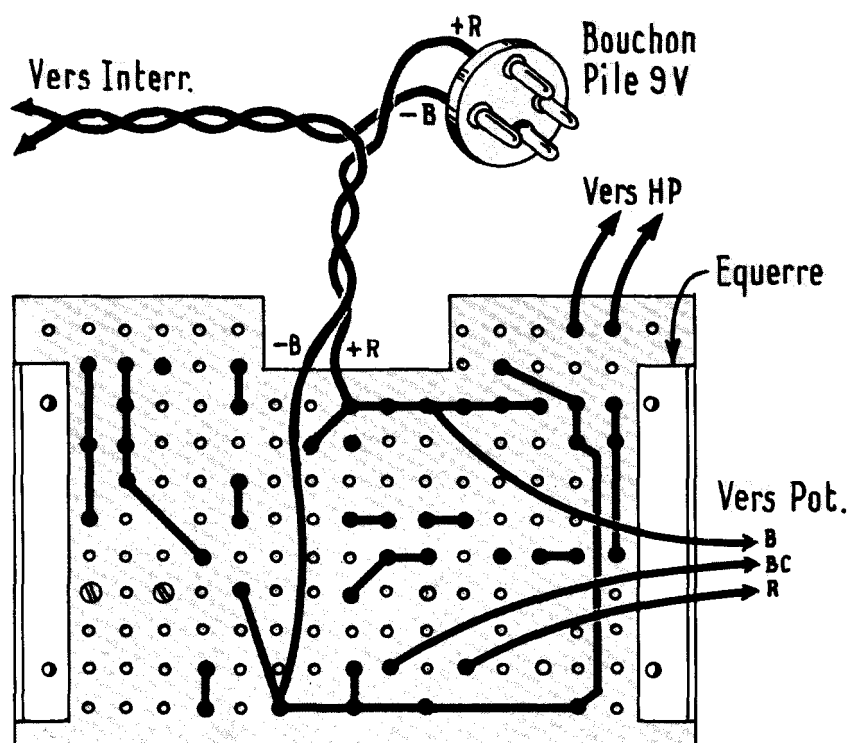 +R
Bouchon
Pile 9V
Vers Interr.
-B
Vers HP
Equerre
-B
+R
Vers Pot.
B
BC
R